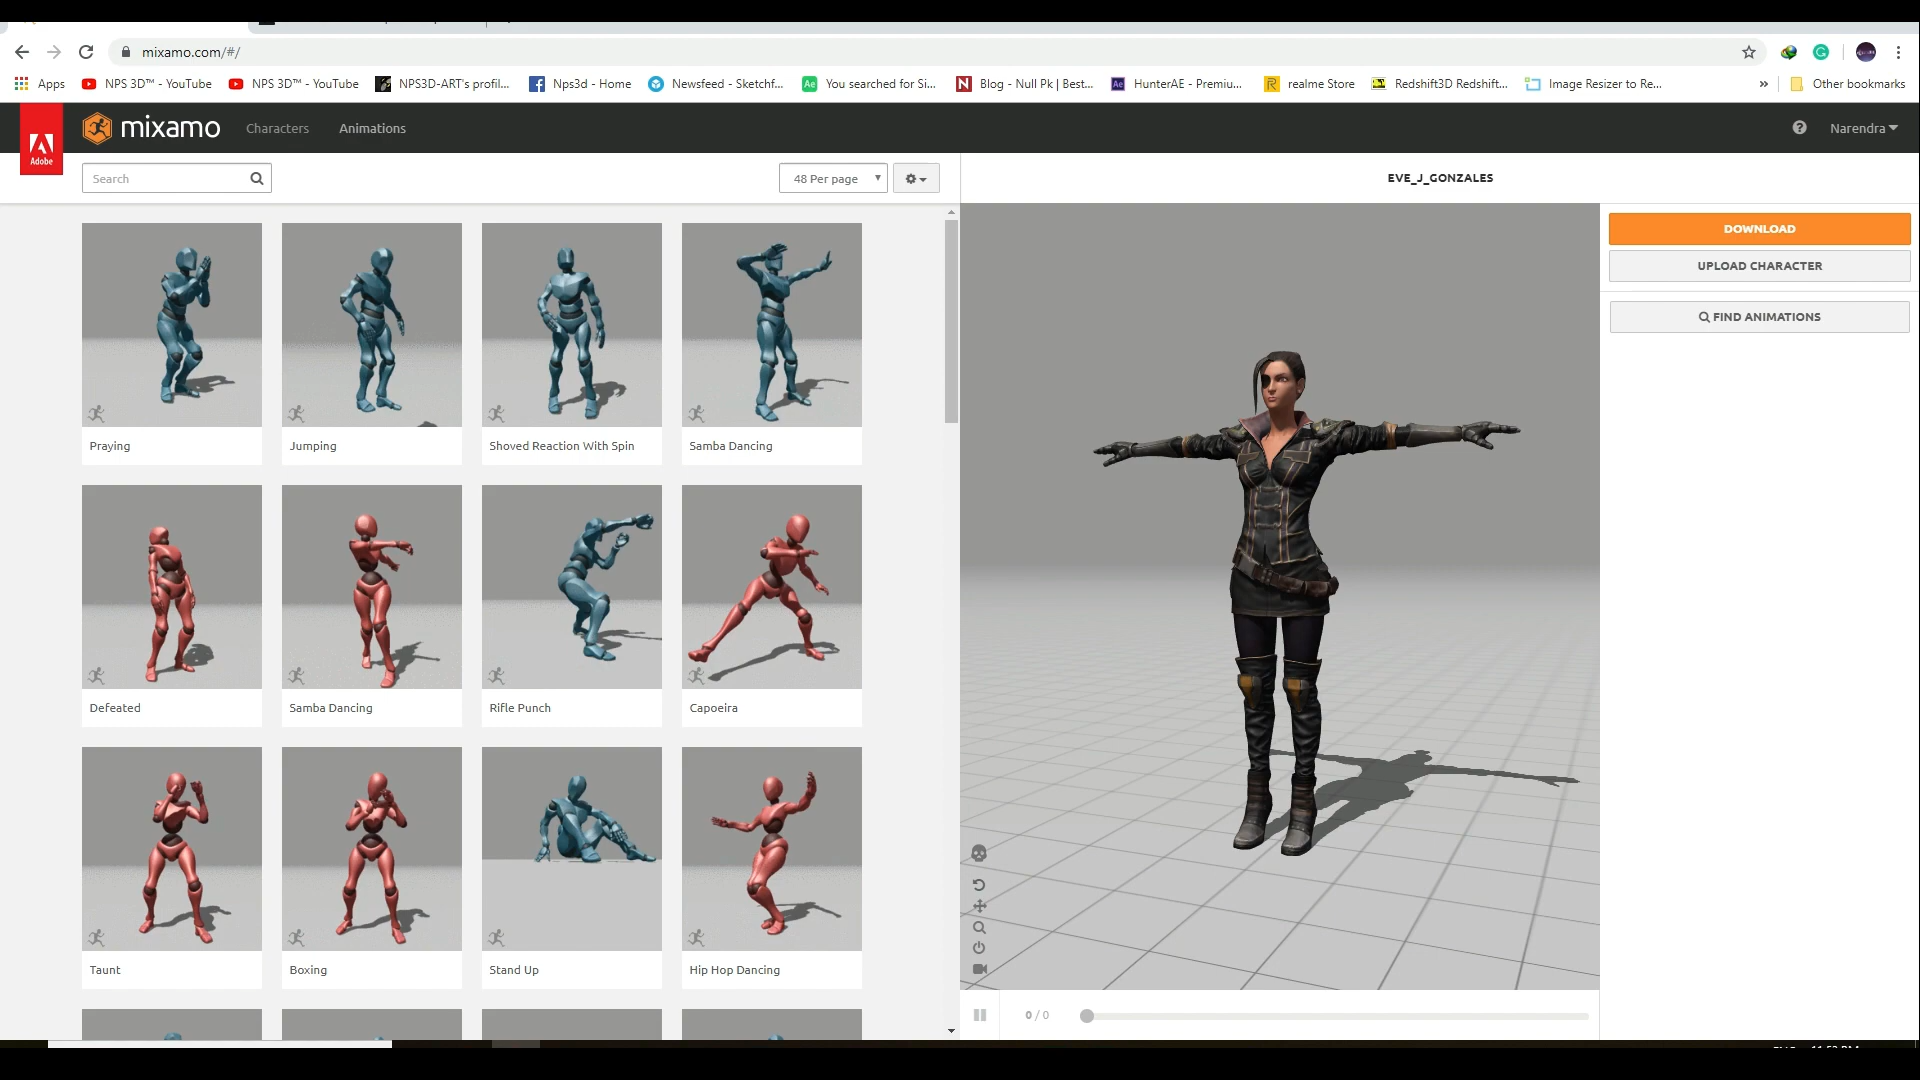 mixamo.com/#/
Apps
NPS 3D™ - YouTube
NPS 3D™ - YouTube
NPS3D-ART's profil...
Nps3d - Home
Newsfeed - Sketchf...
Ae
You searched for Si...
N
Blog - Null Pk | Best...
Ae
HunterAE - Premiu...
R
realme Store
Redshift3D Redshift...
Image Resizer to Re...
»
Other bookmarks
Adobe
mixamo
Characters
Animations
Narendra
Search
48 Per page
EVE_J_GONZALES
DOWNLOAD
UPLOAD CHARACTER
FIND ANIMATIONS
Praying
Jumping
Shoved Reaction With Spin
Samba Dancing
Defeated
Samba Dancing
Rifle Punch
Capoeira
Taunt
Boxing
Stand Up
Hip Hop Dancing
0 / 0